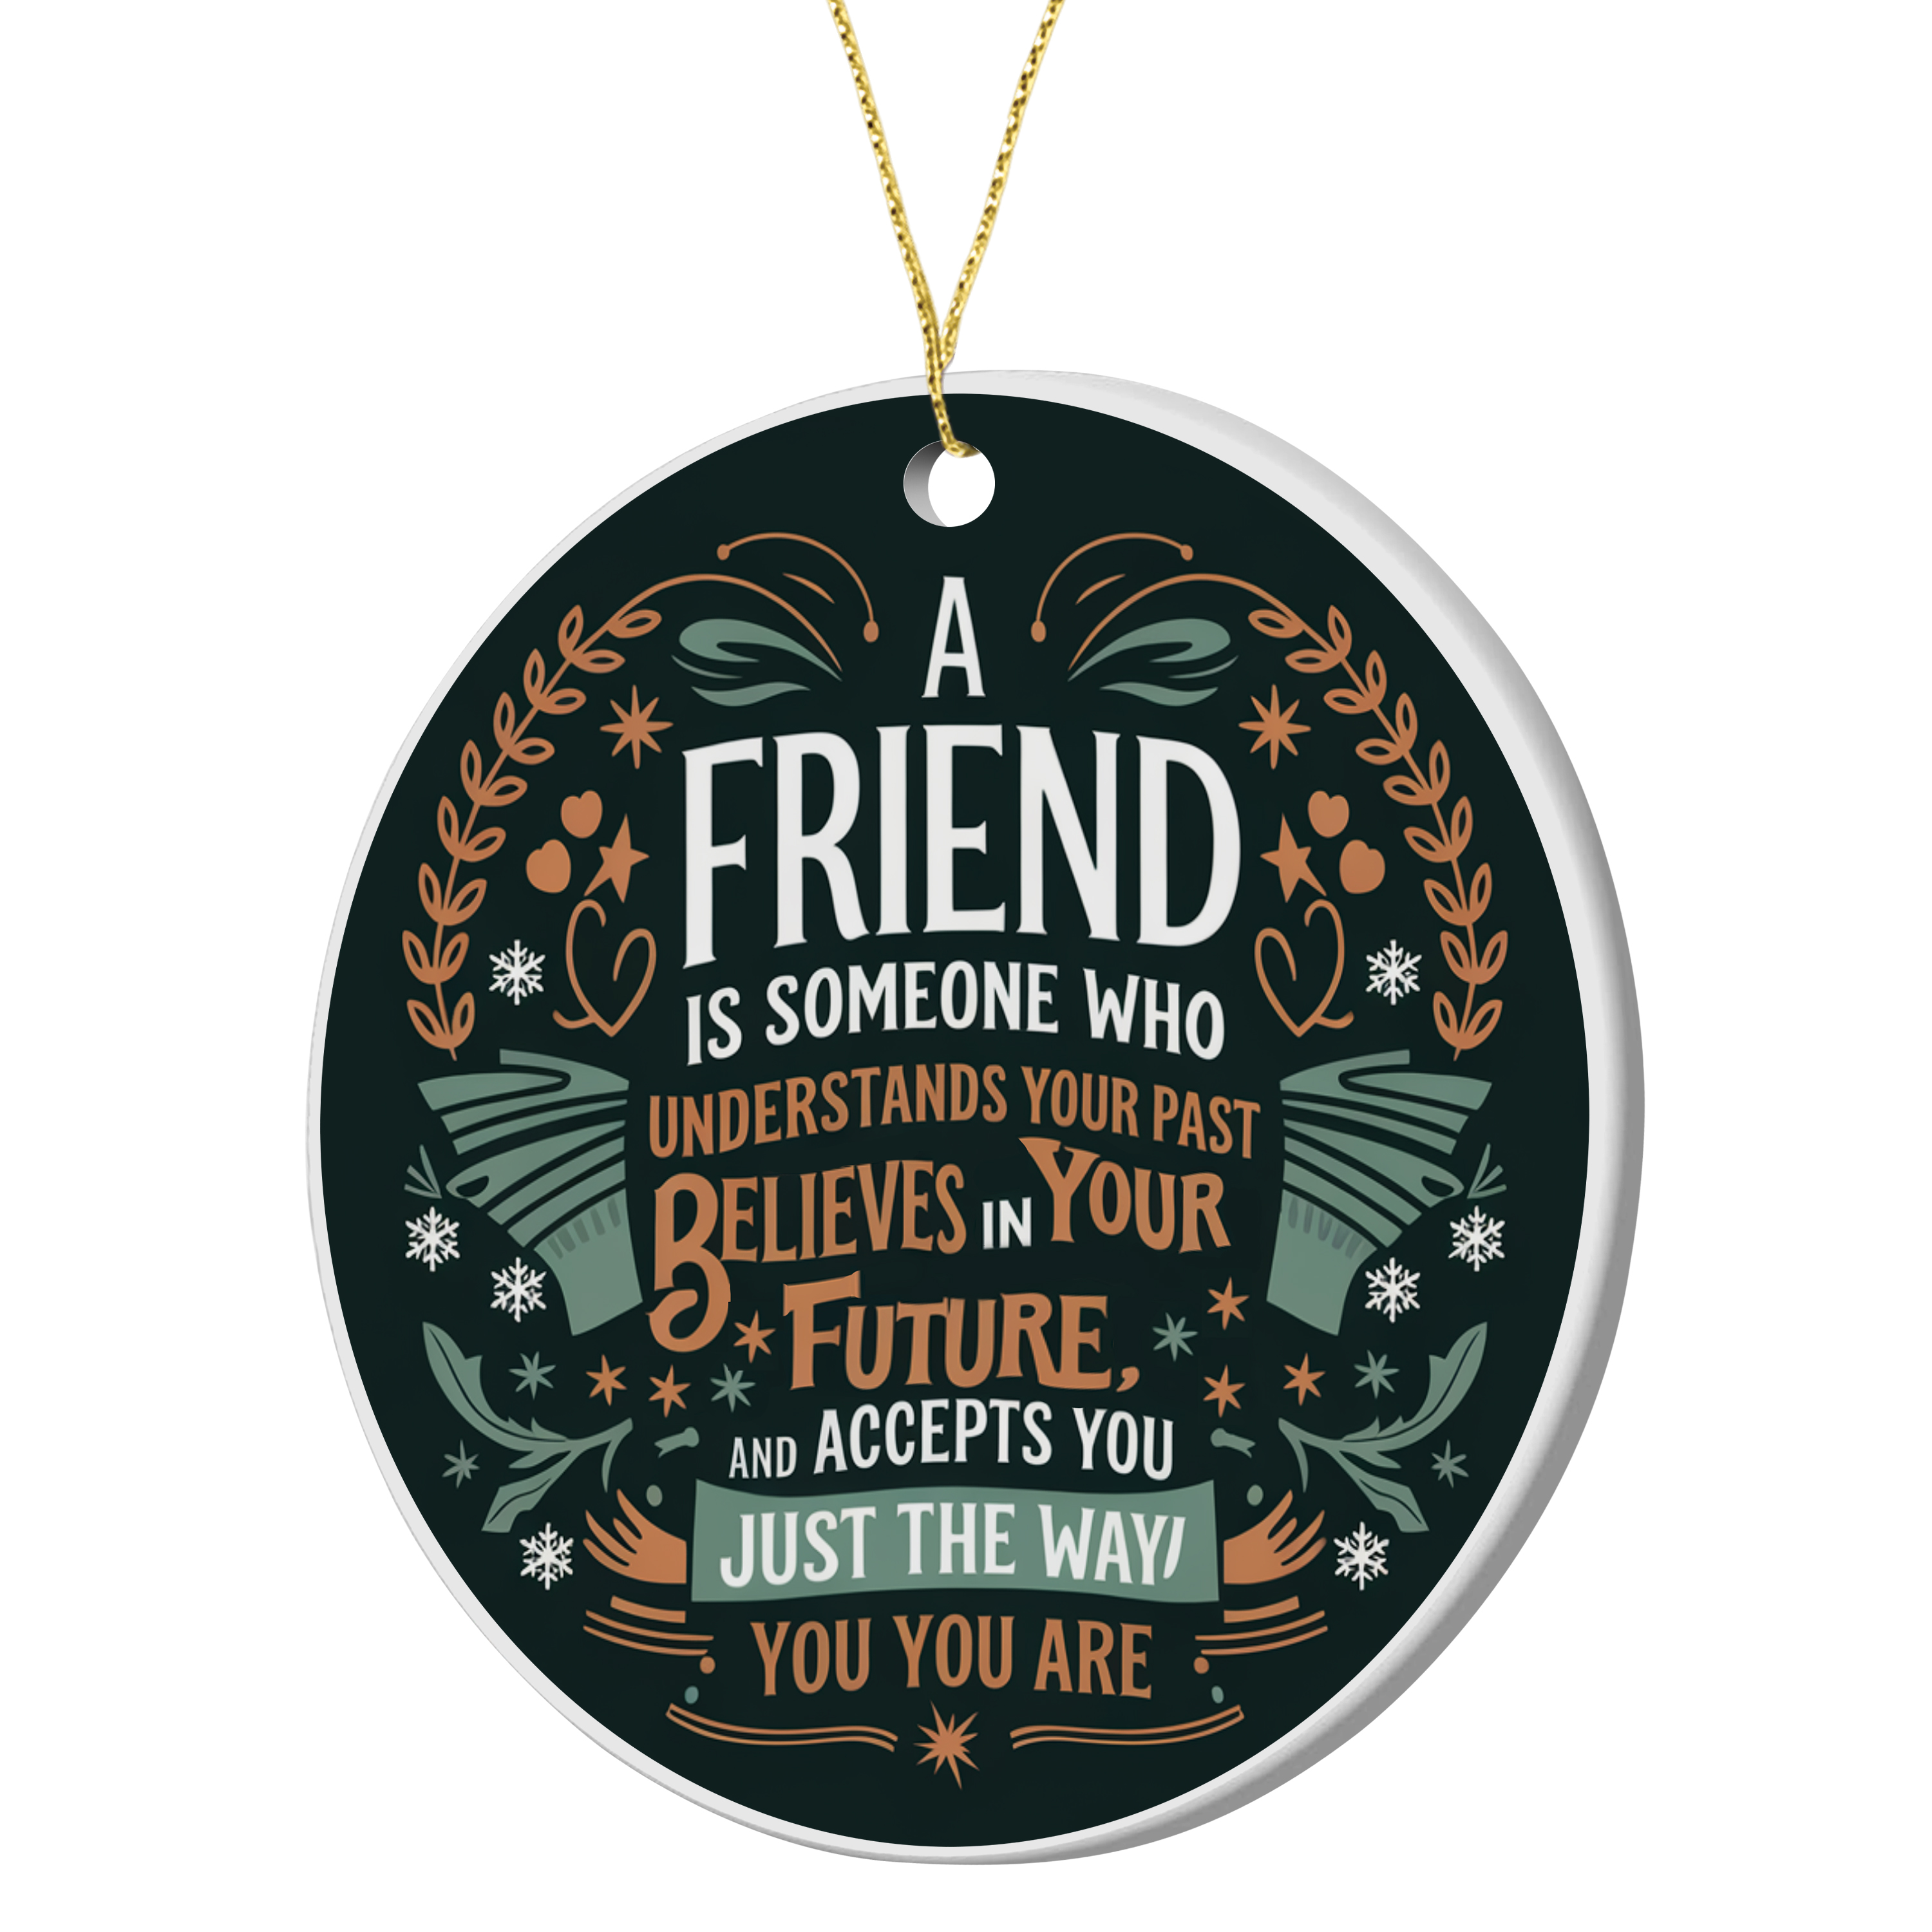 A
FRIEND
IS SOMEONE WHO
UNDERSTANDS YOUR PAST
BELIEVES IN YOUR
FUTURE,
AND ACCEPTS YOU
JUST THE WAY
YOU YOU ARE